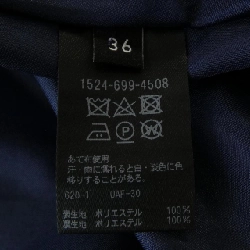 36
1524-699-4508
あて布使用
汗・雨に濡れると白・淡色に色
移りすることがある。
620-1 UAF-20
表生地 ポリエステル 100%
裏生地 ポリエステル 100%